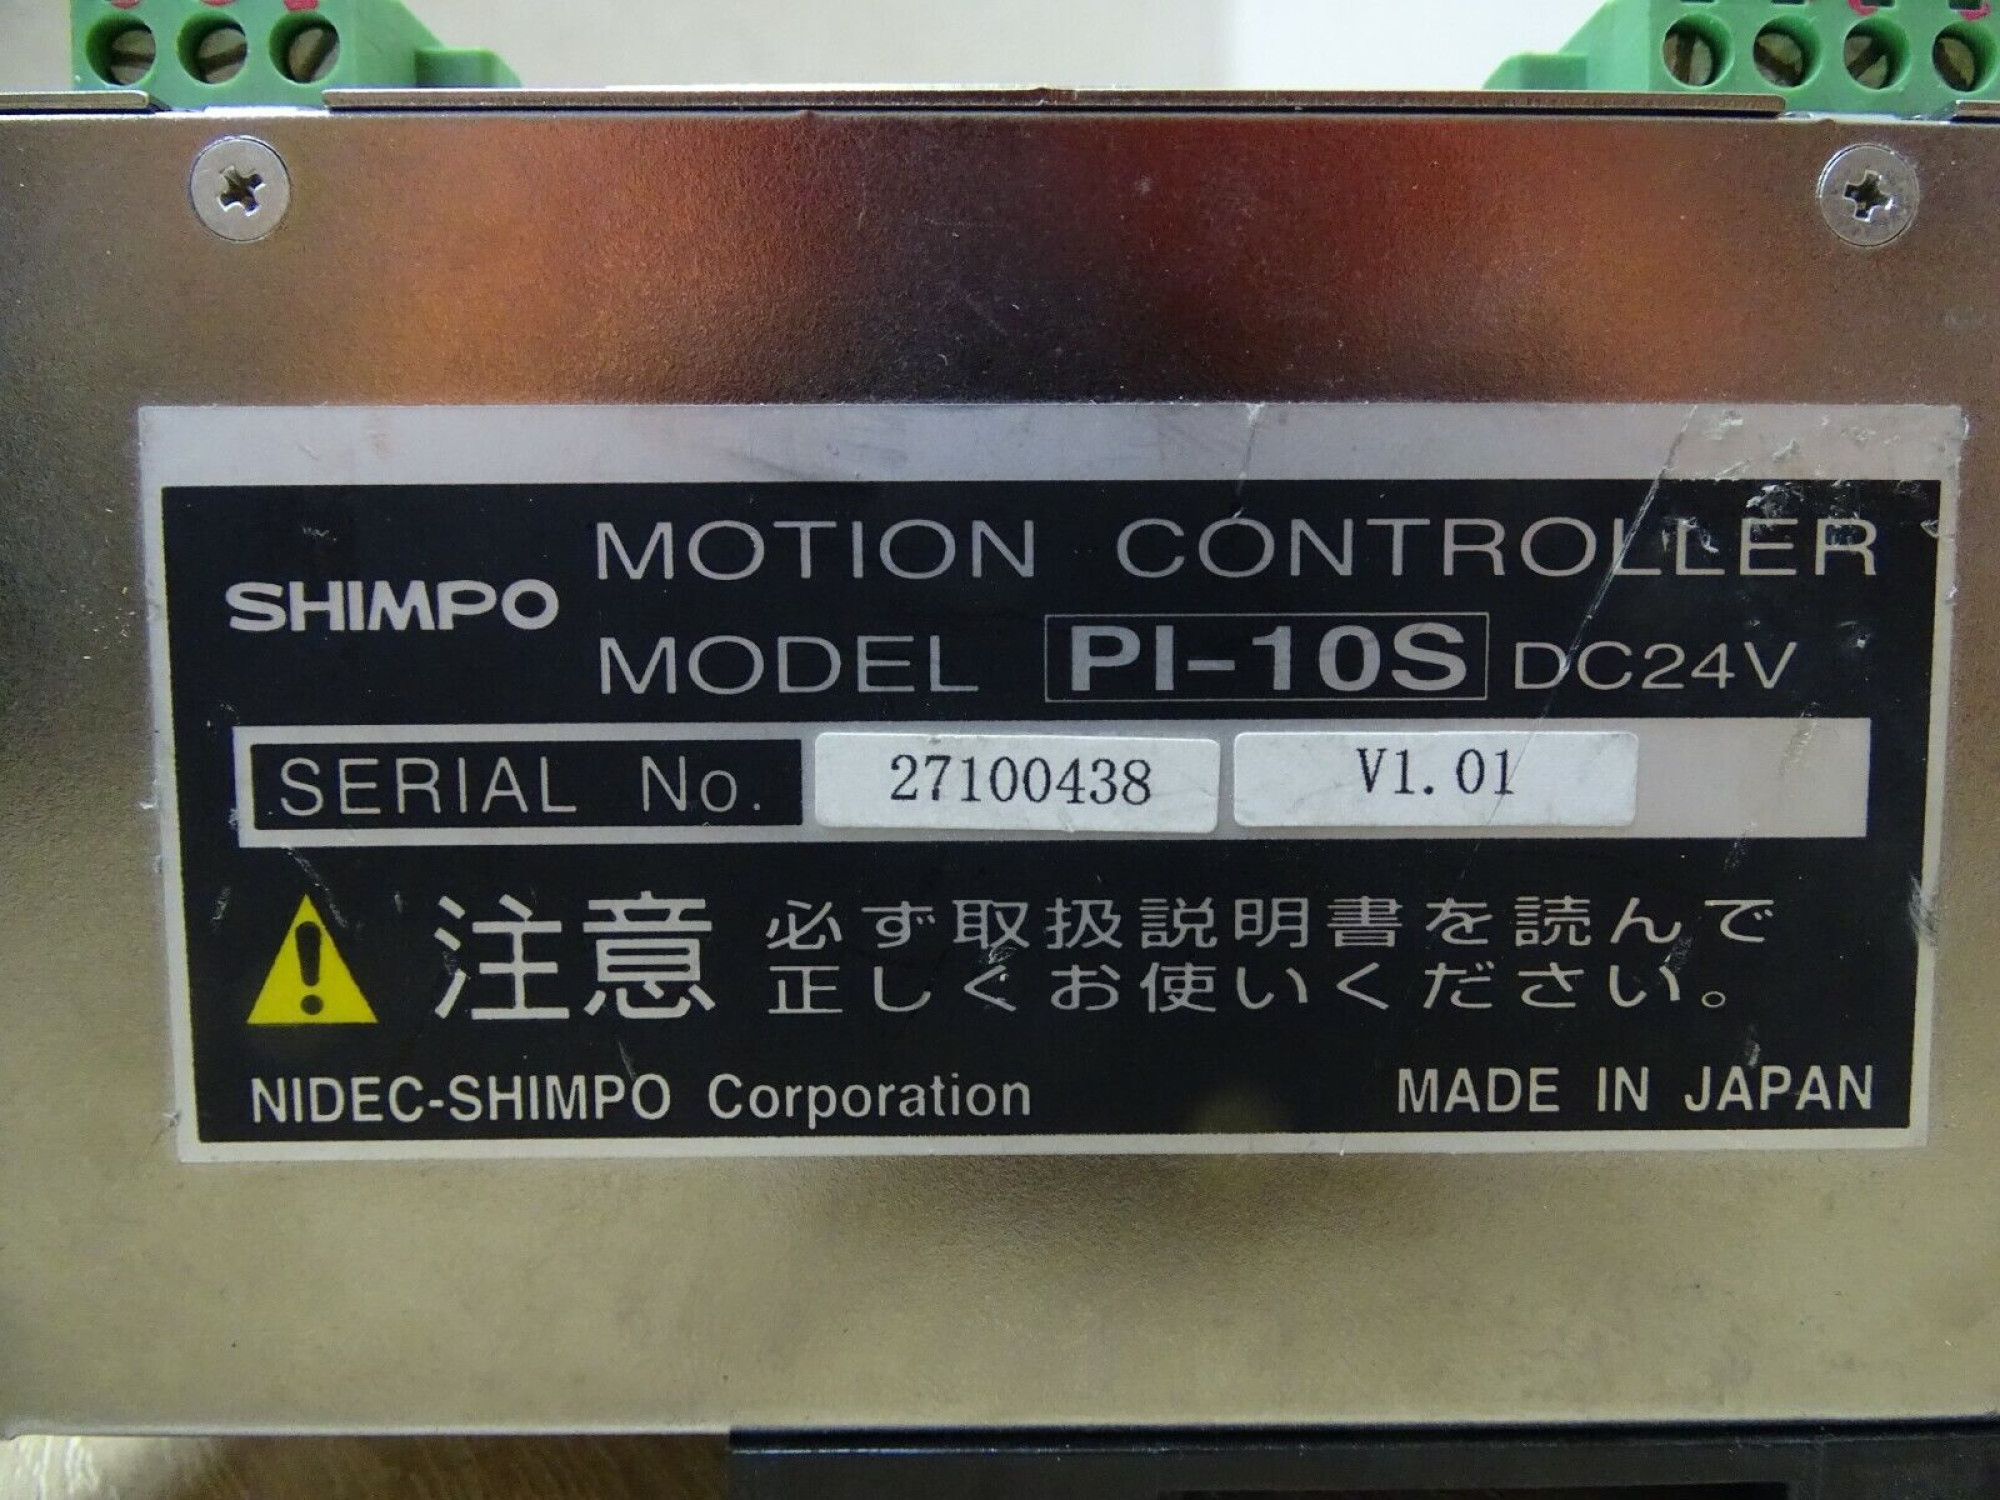 MOTION CONTROLLER
SHIMPO
MODEL PI-10S DC24V
SERIAL No. 27100438 V1.01
注意 必ず取扱説明書を読んで
正しくお使いください。
NIDEC-SHIMPO Corporation MADE IN JAPAN